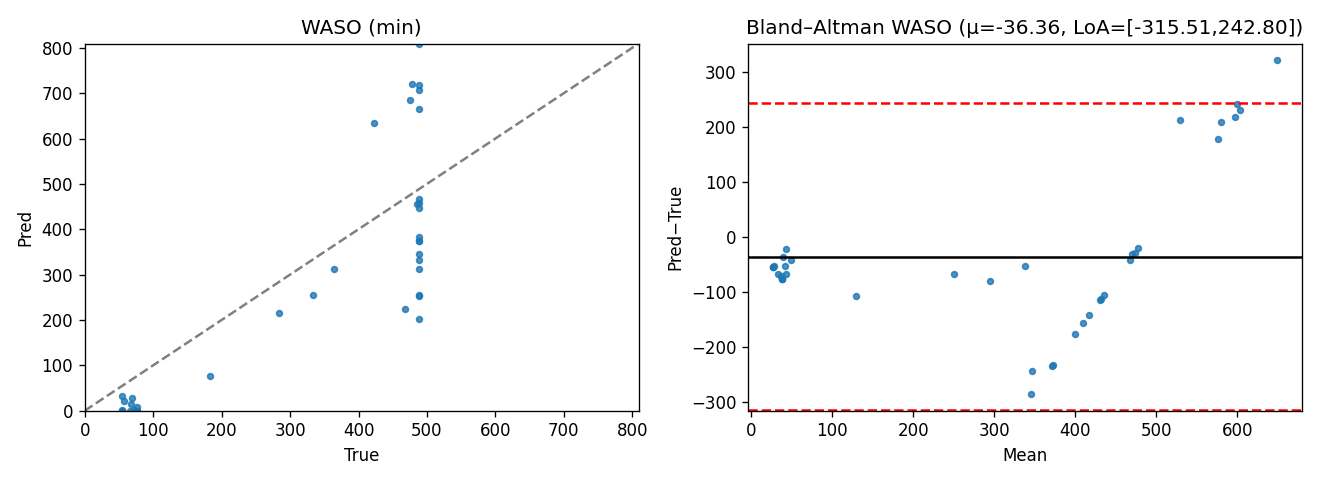 WASO (min)
800
700
600
500
400
300
200
100
0
0 100 200 300 400 500 600 700 800
True
Pred
Bland–Altman WASO (μ=-36.36, LoA=[-315.51,242.80])
300
200
100
0
−100
−200
−300
0 100 200 300 400 500 600
Mean
Pred−True